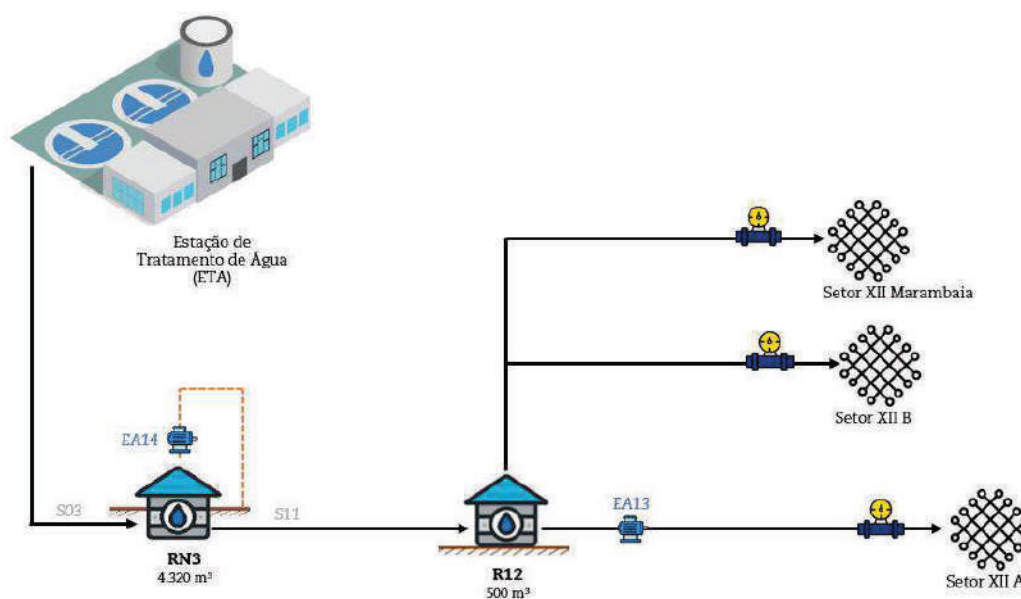 Estação de
Tratamento de Água
(ETA)
Setor XII Marambaia
Setor XII B
EA14
S03
S11
EA13
RN3
4.320 m³
R12
500 m³
Setor XII A